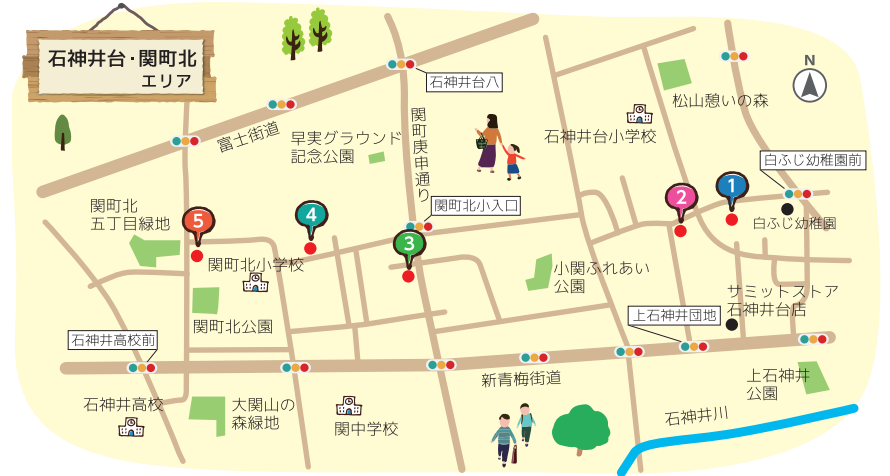 石神井台・関町北
エリア
富士街道
早実グラウンド
記念公園
関町庚申通り
石神井台八
石神井台小学校
松山憩いの森
N
白ふじ幼稚園前
白ふじ幼稚園
関町北
五丁目緑地
5
4
関町北小入口
3
2
1
関町北小学校
関町北公園
小関ふれあい
公園
サミットストア
石神井台店
上石神井団地
石神井高校前
石神井高校
大関山の
森緑地
関中学校
新青梅街道
上石神井
公園
石神井川